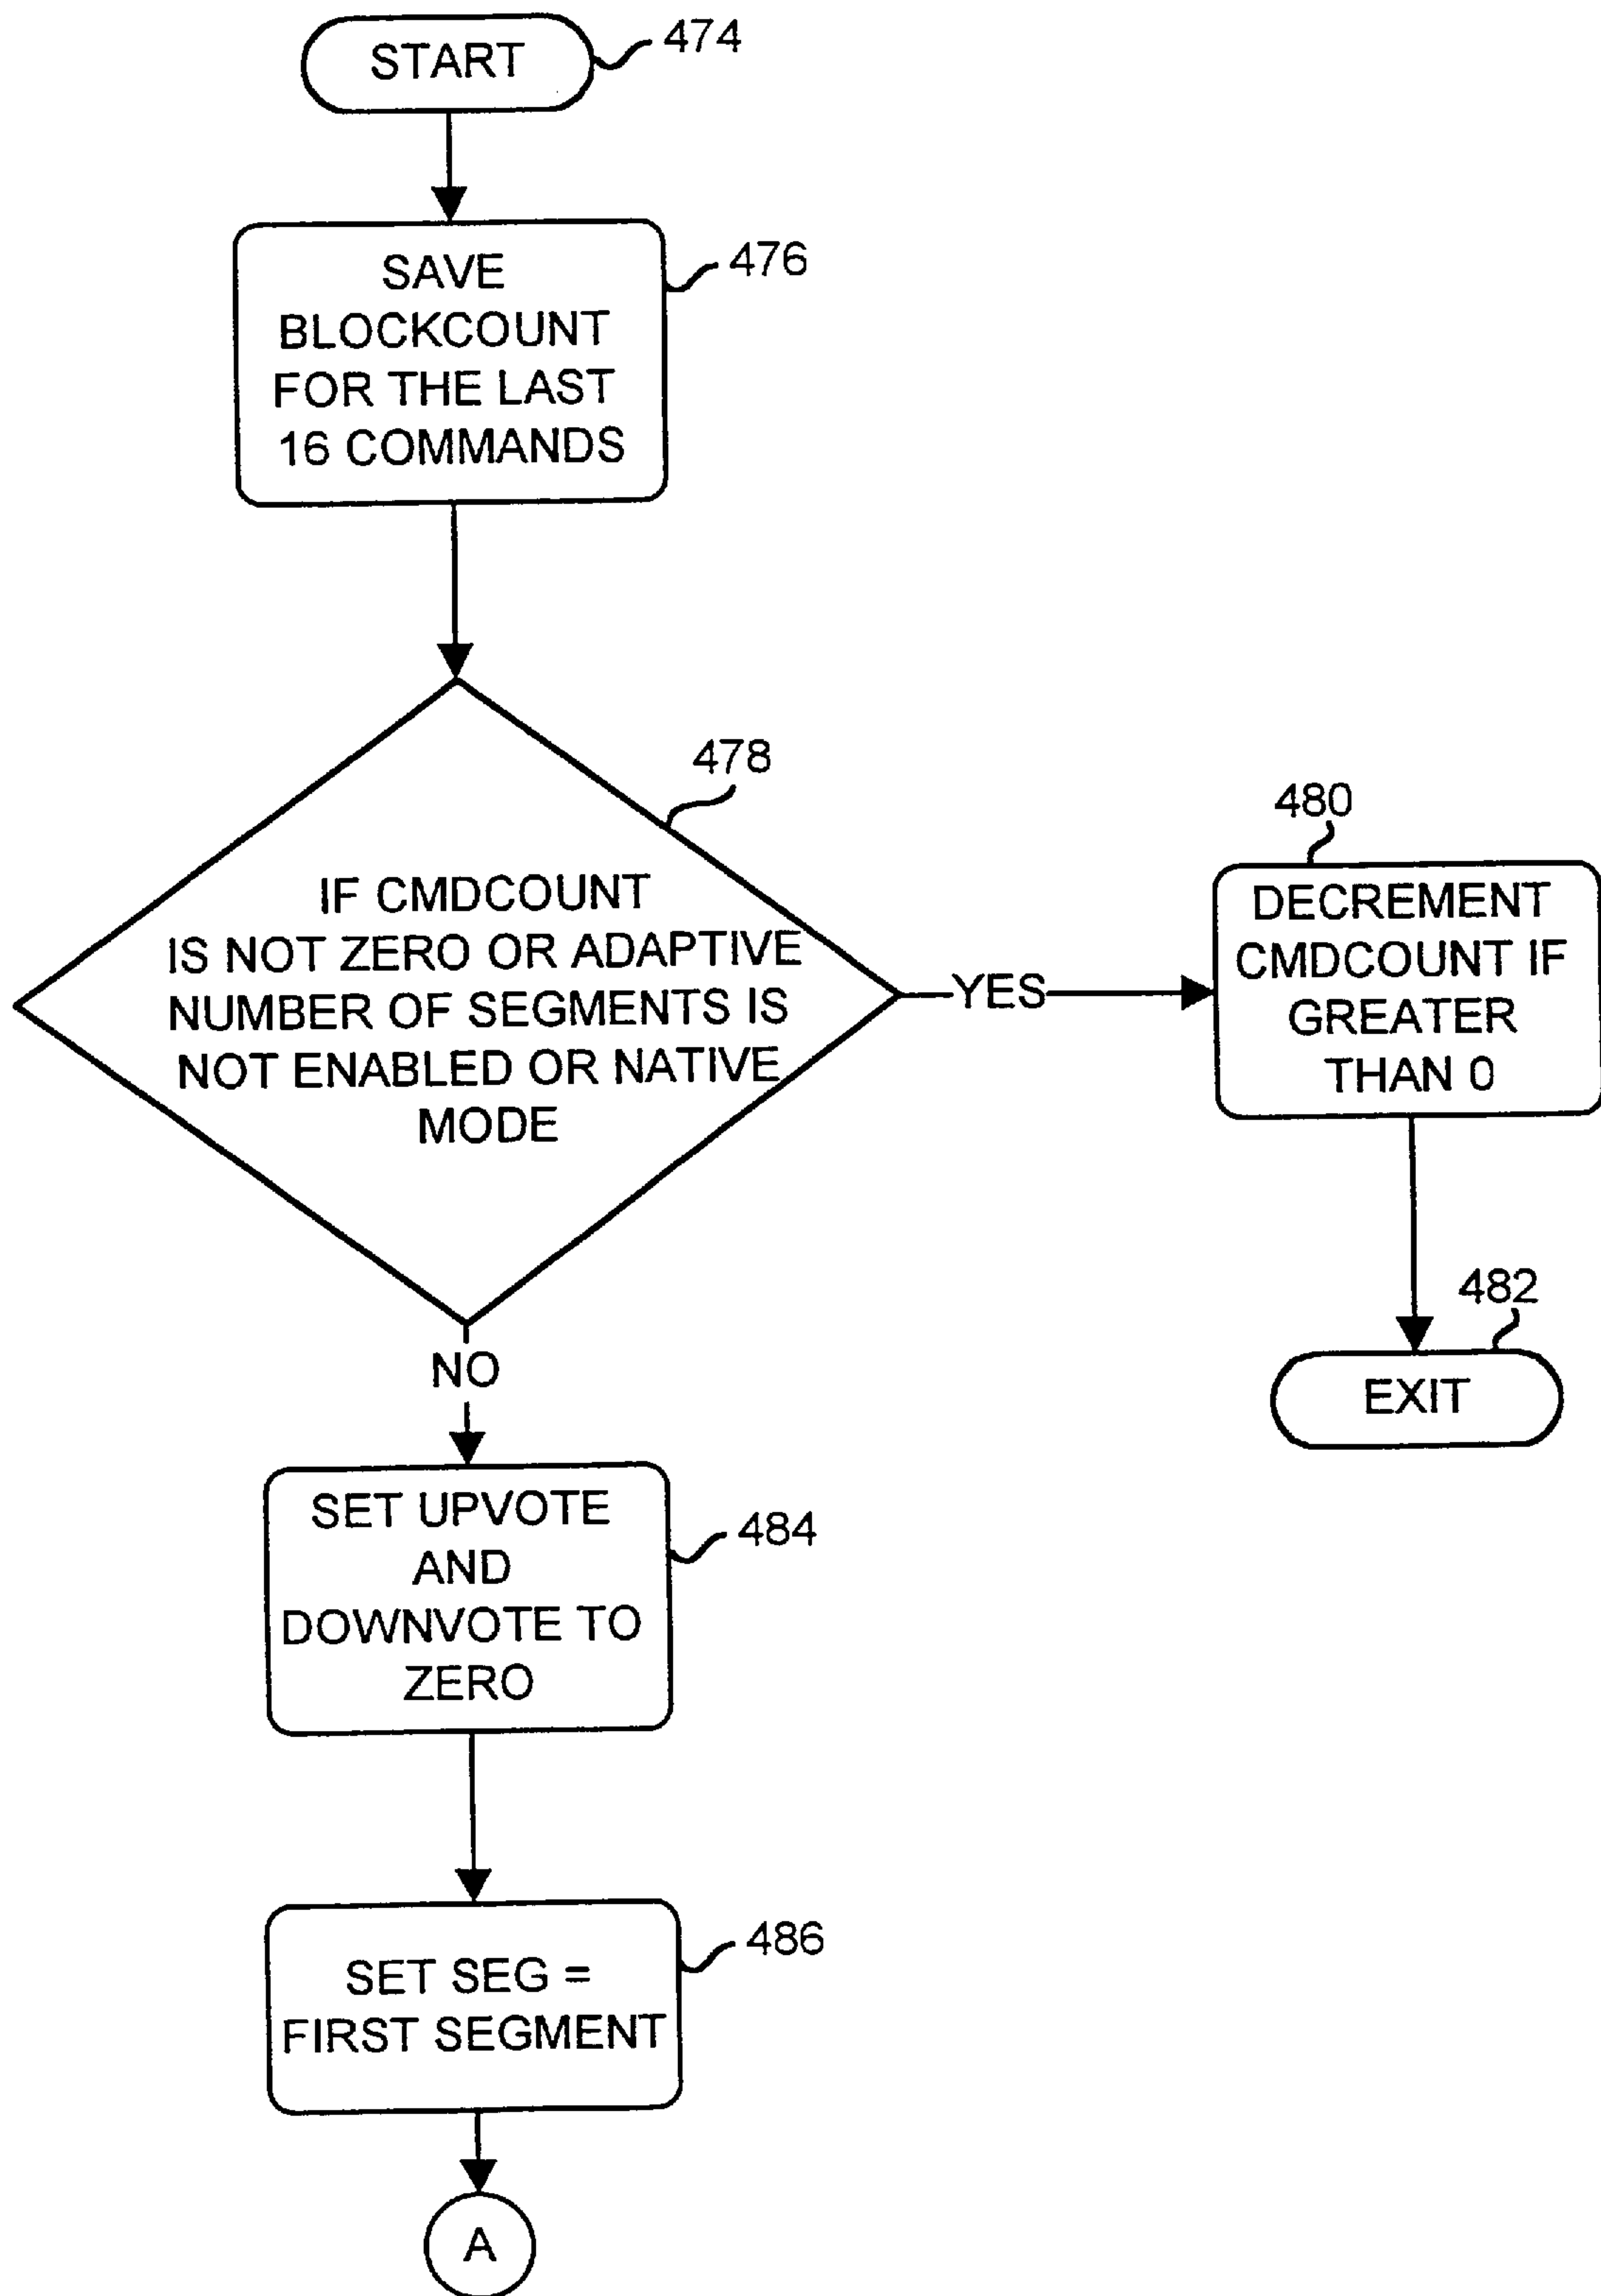 START
474
SAVE
BLOCKCOUNT
FOR THE LAST
16 COMMANDS
476
478
IF CMDCOUNT
IS NOT ZERO OR ADAPTIVE
NUMBER OF SEGMENTS IS
NOT ENABLED OR NATIVE
MODE
YES
480
DECREMENT
CMDCOUNT IF
GREATER
THAN 0
482
EXIT
NO
SET UPVOTE
AND
DOWNVOTE TO
ZERO
484
SET SEG =
FIRST SEGMENT
486
A